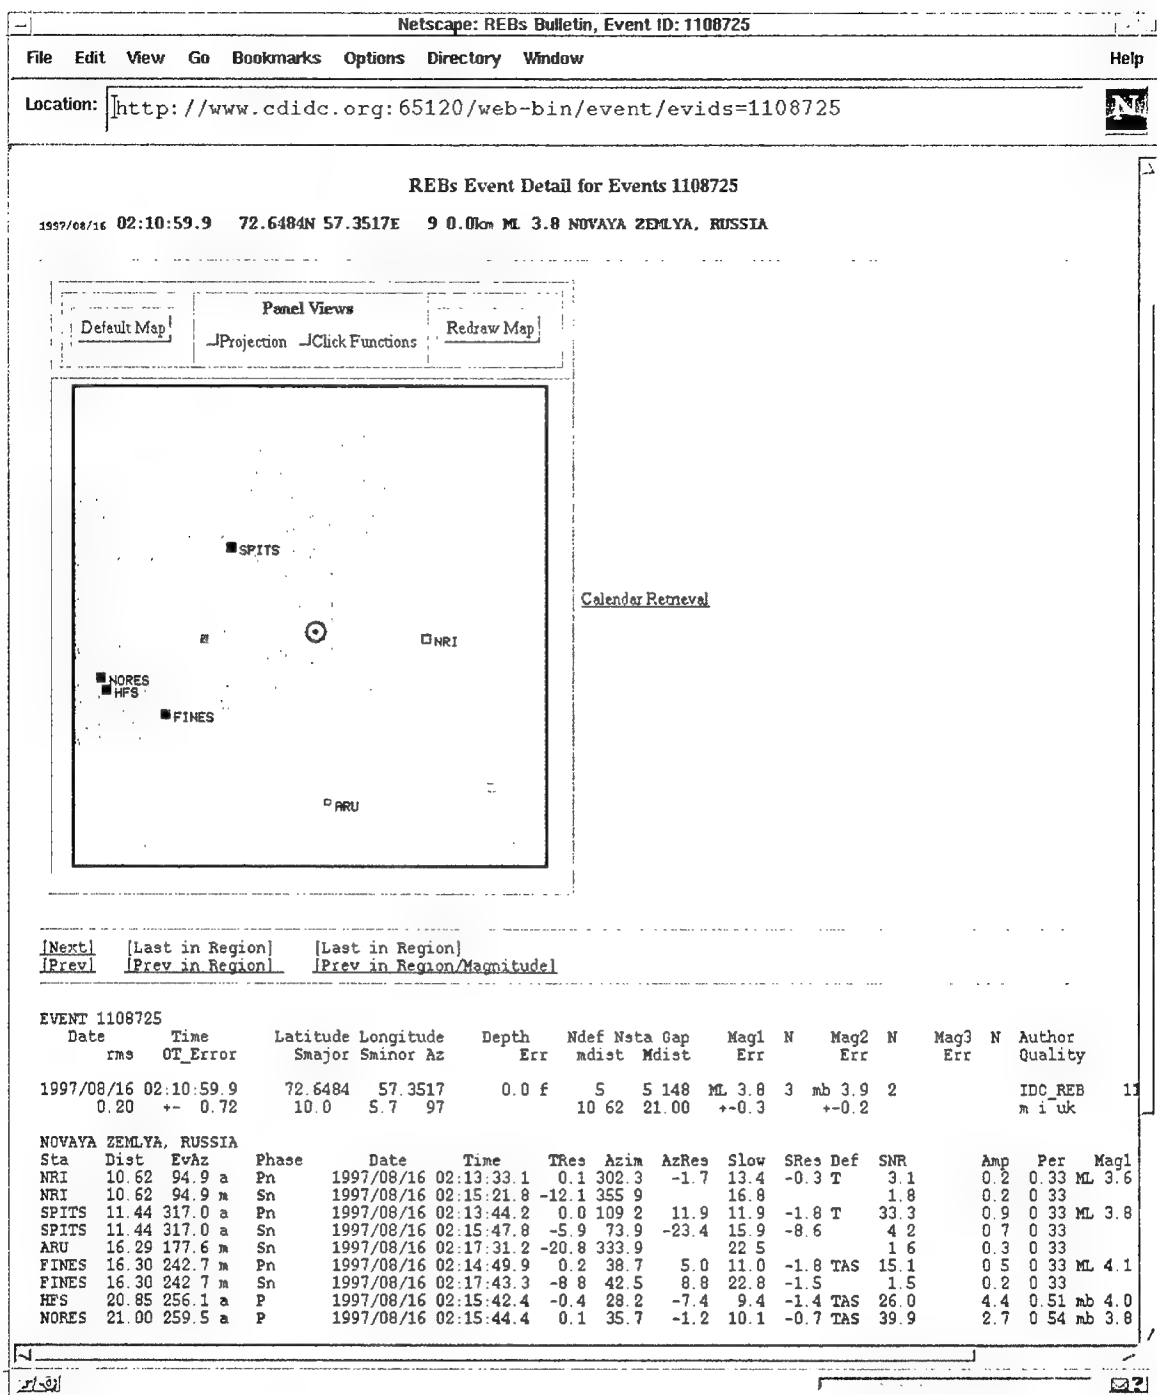 Netscape: REBs Bulletin, Event ID: 1108725
File Edit View Go Bookmarks Options Directory Window Help
Location: http://www.cdidc.org:65120/web-bin/event/evids=1108725
N
REBs Event Detail for Events 1108725
1997/08/16 02:10:59.9 72.6484N 57.3517E 9 0.0km ML 3.8 NOVAYA ZEMLYA, RUSSIA
Panel Views
Default Map Projection Click Functions Redraw Map
SPITS
Calendar Retrieval
NRI
NORES
HFS
FINES
ARU
[Next] [Last in Region] [Last in Region]
[Prev] [Prev in Region] [Prev in Region/Magnitude]
EVENT 1108725
Date Time Latitude Longitude Depth Ndef Nsta Gap Mag1 N Mag2 N Mag3 N Author
rms OT_Error Smajor Sminor Az Err mdist Mdist Err Err Err Quality
1997/08/16 02:10:59.9 72.6484 57.3517 0.0 f 5 5 148 ML 3.8 3 mb 3.9 2 IDC_REB 11
0.20 +- 0.72 10.0 5.7 97 10 62 21.00 +-0.3 +-0.2 m i uk
NOVAYA ZEMLYA, RUSSIA
Sta Dist EvAz Phase Date Time TRes Azim AzRes Slow SRes Def SNR Amp Per Mag1
NRI 10.62 94.9 a Pn 1997/08/16 02:13:33.1 0.1 302.3 -1.7 13.4 -0.3 T 3.1 0.2 0.33 ML 3.6
NRI 10.62 94.9 m Sn 1997/08/16 02:15:21.8 -12.1 355 9 16.8 1.8 0.2 0 33
SPITS 11.44 317.0 a Pn 1997/08/16 02:13:44.2 0.0 109 2 11.9 11.9 -1.8 T 33.3 0.9 0 33 ML 3.8
SPITS 11.44 317.0 a Sn 1997/08/16 02:15:47.8 -5.9 73.9 -23.4 15.9 -8.6 4 2 0 7 0 33
ARU 16.29 177.6 m Sn 1997/08/16 02:17:31.2 -20.8 333.9 22 5 1 6 0.3 0 33
FINES 16.30 242.7 m Pn 1997/08/16 02:14:49.9 0.2 38.7 5.0 11.0 -1.8 TAS 15.1 0 5 0 33 ML 4.1
FINES 16.30 242 7 m Sn 1997/08/16 02:17:43.3 -8 8 42.5 8.8 22.8 -1.5 1.5 0.2 0 33
HFS 20.85 256.1 a P 1997/08/16 02:15:42.4 -0.4 28.2 -7.4 9.4 -1.4 TAS 26.0 4.4 0.51 mb 4.0
NORES 21.00 259.5 a P 1997/08/16 02:15:44.4 0.1 35.7 -1.2 10.1 -0.7 TAS 39.9 2.7 0 54 mb 3.8